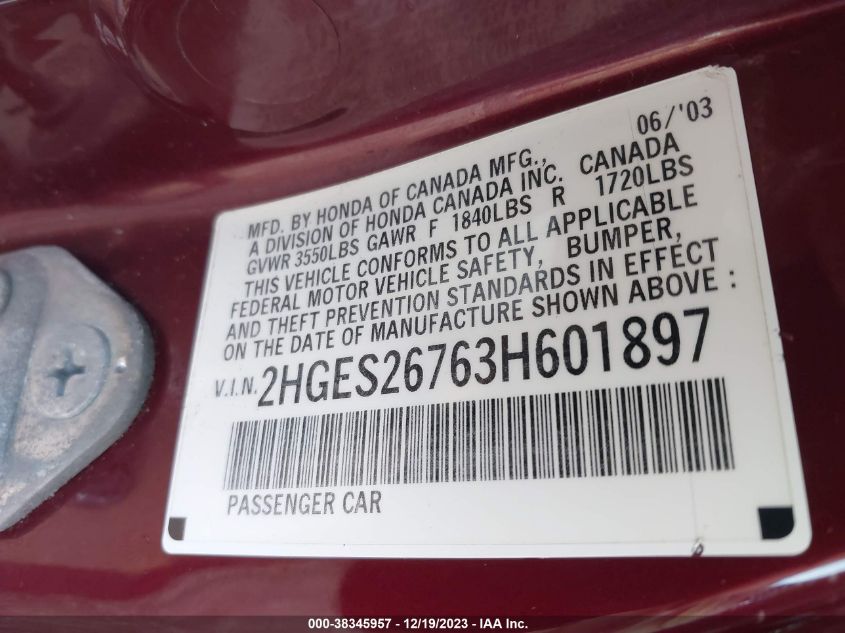 06/'03
MFD. BY HONDA OF CANADA MFG.,
A DIVISION OF HONDA CANADA INC. CANADA
GVWR 3550LBS GAWR F 1840LBS R 1720LBS
THIS VEHICLE CONFORMS TO ALL APPLICABLE
FEDERAL MOTOR VEHICLE SAFETY, BUMPER,
AND THEFT PREVENTION STANDARDS IN EFFECT
ON THE DATE OF MANUFACTURE SHOWN ABOVE :
V.I.N. 2HGES26763H601897
PASSENGER CAR
000-38345957 - 12/19/2023 - IAA Inc.